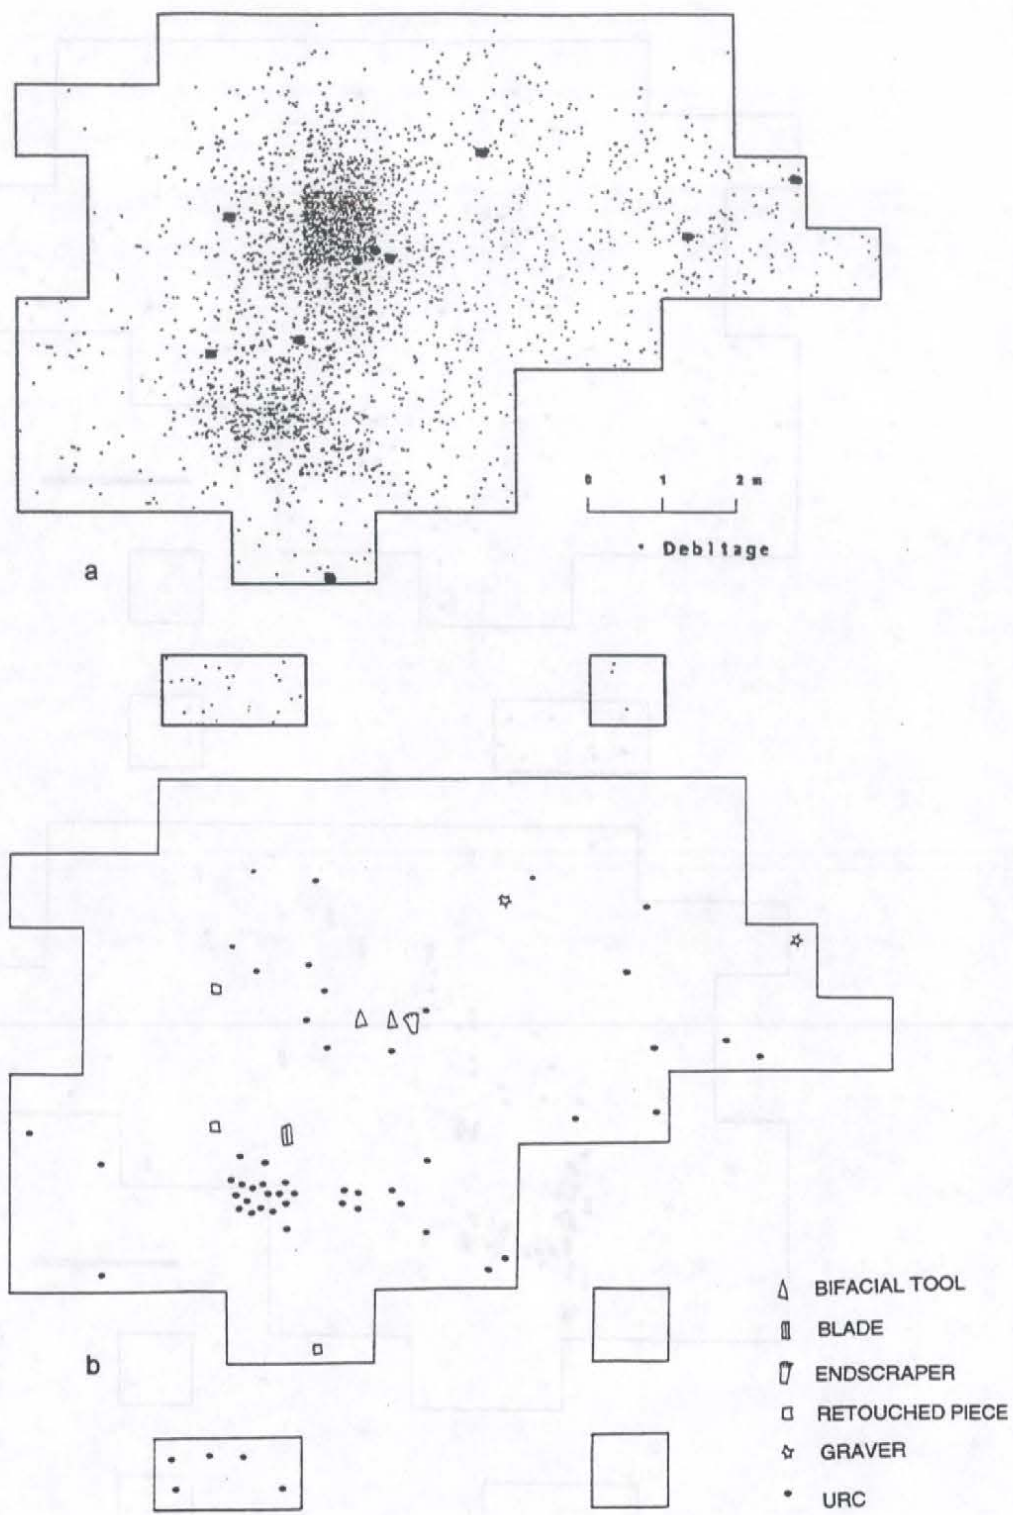 0 1 2 m
Debitage
a
BIFACIAL TOOL
BLADE
ENDSCRAPER
b
RETOUCHED PIECE
GRAVER
URC